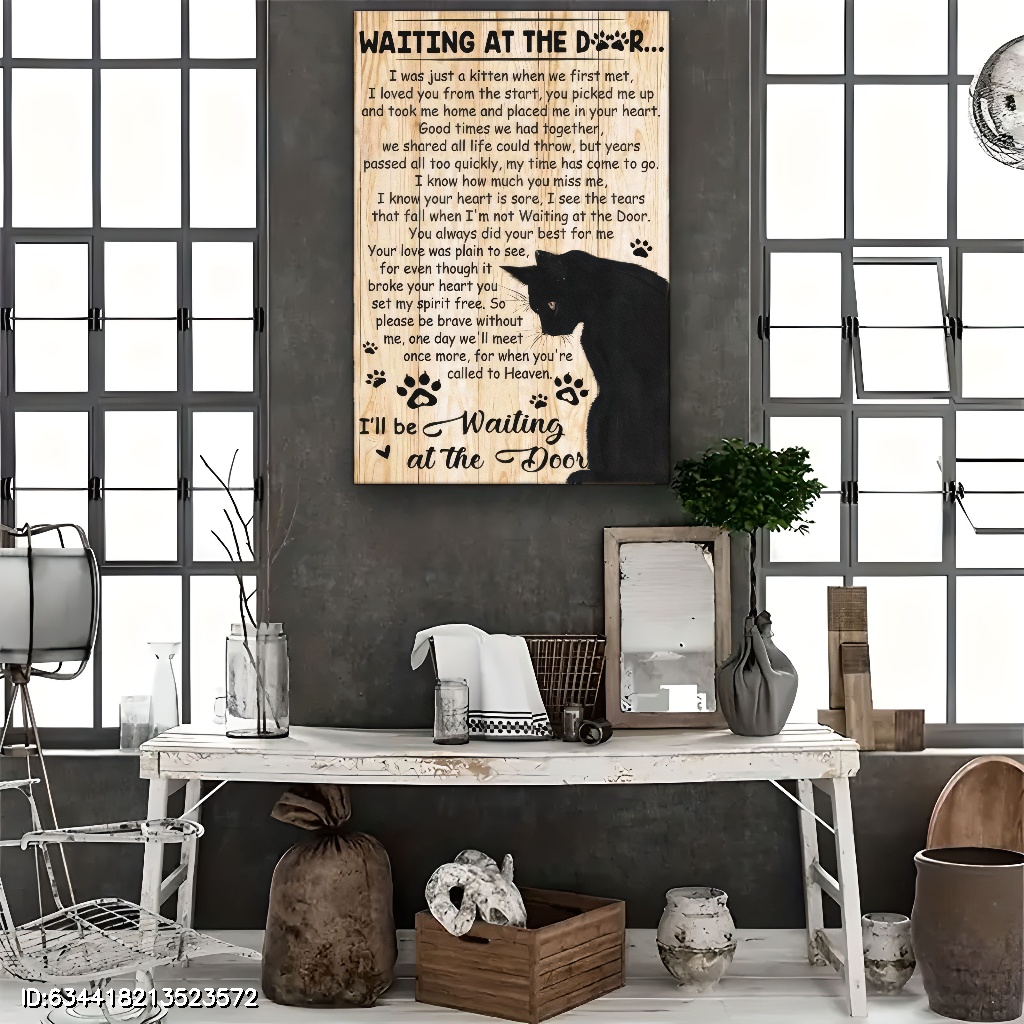 WAITING AT THE DOOR...
I was just a kitten when we first met,
I loved you from the start, you picked me up
and took me home and placed me in your heart.
Good times we had together,
we shared all life could throw, but years
passed all too quickly, my time has come to go.
I know how much you miss me,
I know your heart is sore, I see the tears
that fall when I'm not Waiting at the Door.
You always did your best for me
Your love was plain to see,
for even though it
broke your heart you
set my spirit free. So
please be brave without
me, one day we'll meet
once more, for when you're
called to Heaven.
I'll be Waiting
at the Door
ID:634418213523572